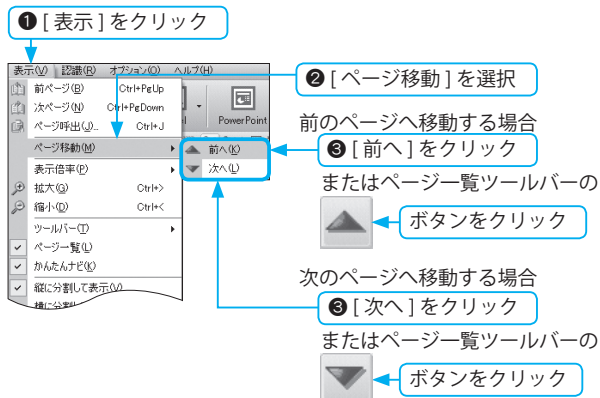 ❶ [ 表示 ] をクリック
表示(V) 認識(R) オプション(O) ヘルプ(H)
前ページ(B) Ctrl+PgUp
次ページ(N) Ctrl+PgDown
ページ呼出(J)... Ctrl+J
ページ移動(M)
表示倍率(P)
拡大(G) Ctrl+>
縮小(D) Ctrl+<
ツールバー(T)
ページ一覧(L)
かんたんナビ(K)
縦に分割して表示(V)
PowerPoint
前へ(K)
次へ(L)
❷ [ ページ移動 ] を選択
前のページへ移動する場合
❸ [ 前へ ] をクリック
またはページ一覧ツールバーの
ボタンをクリック
次のページへ移動する場合
❸ [ 次へ ] をクリック
またはページ一覧ツールバーの
ボタンをクリック